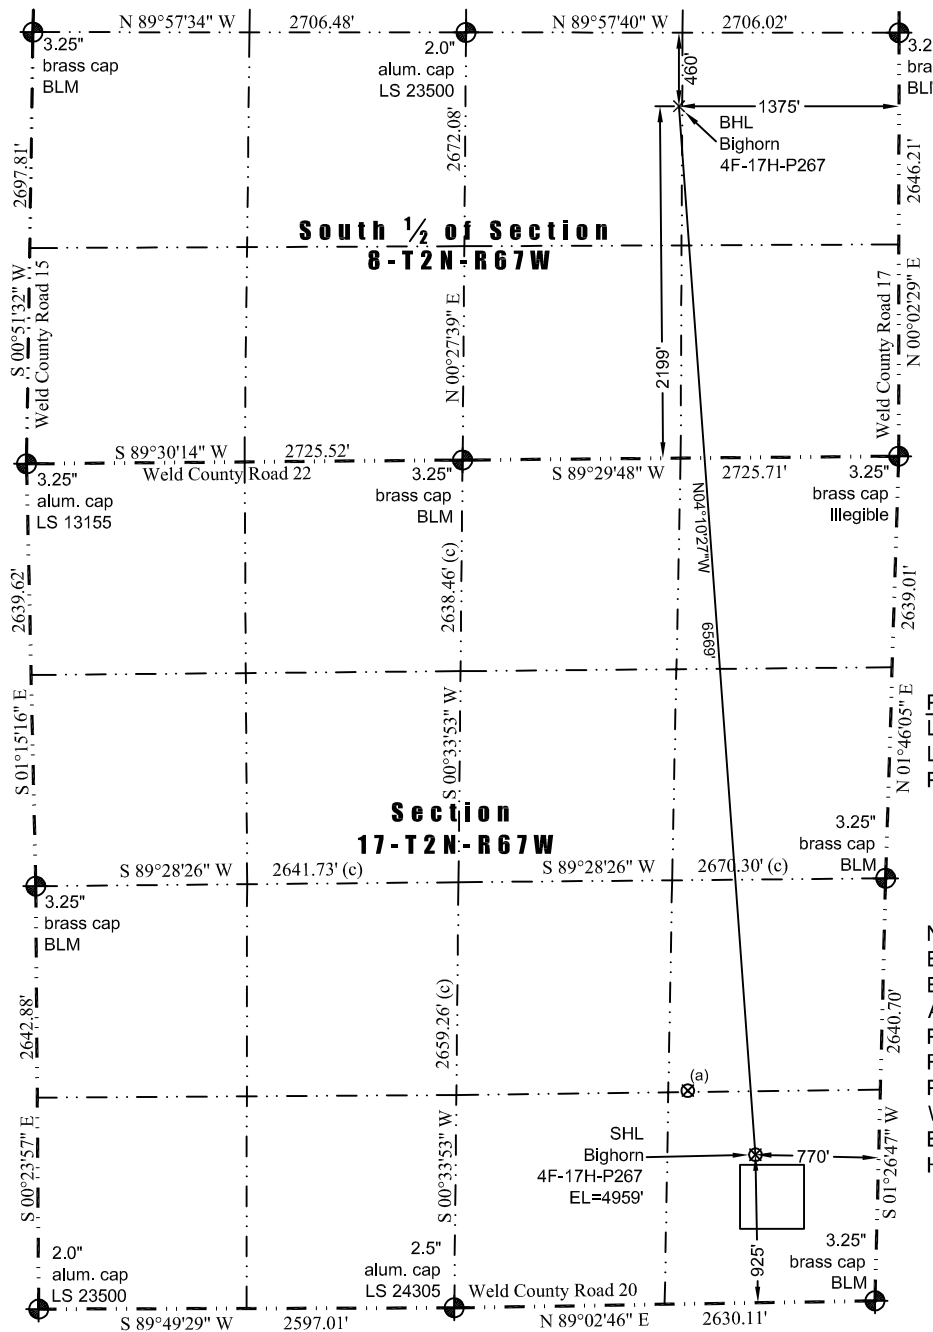 N 89°57'34" W 2706.48' N 89°57'40" W 2706.02'
3.25"
brass cap
BLM
2.0"
alum. cap
LS 23500
460'
1375'
BHL
Bighorn
4F-17H-P267
S 00°51'32" W 2697.81'
Weld County Road 15
N 00°27'39" E 2672.08'
2199'
Weld County Road 17
N 00°02'29" E 2646.21'
South ½ of Section
8-T2N-R67W
S 89°30'14" W 2725.52' S 89°29'48" W 2725.71'
Weld County Road 22
3.25"
alum. cap
LS 13155
3.25"
brass cap
BLM
3.25"
brass cap
Illegible
N04°10'27"W 6569'
S 01°15'16" E 2639.62'
S 00°33'53" W 2638.46' (c)
N 01°46'05" E 2639.01'
Section
17-T2N-R67W
3.25"
brass cap
BLM
S 89°28'26" W 2641.73' (c) S 89°28'26" W 2670.30' (c)
3.25"
brass cap
BLM
S 00°23'57" E 2642.88'
S 00°33'53" W 2659.26' (c)
S 01°26'47" W 2640.70'
(a)
SHL
Bighorn
4F-17H-P267
EL=4959'
770'
925'
2.0"
alum. cap
LS 23500
2.5"
alum. cap
LS 24305
Weld County Road 20
3.25"
brass cap
BLM
S 89°49'29" W 2597.01' N 89°02'46" E 2630.11'